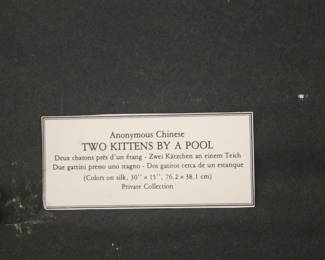 Anonymous Chinese
TWO KITTENS BY A POOL
Deux chatons près d'un étang - Zwei Kätzchen an einem Teich
Due gattini presso uno stagno - Dos gatitos cerca de un estanque
(Colors on silk, 30" x 15", 76.2 x 38.1 cm)
Private Collection